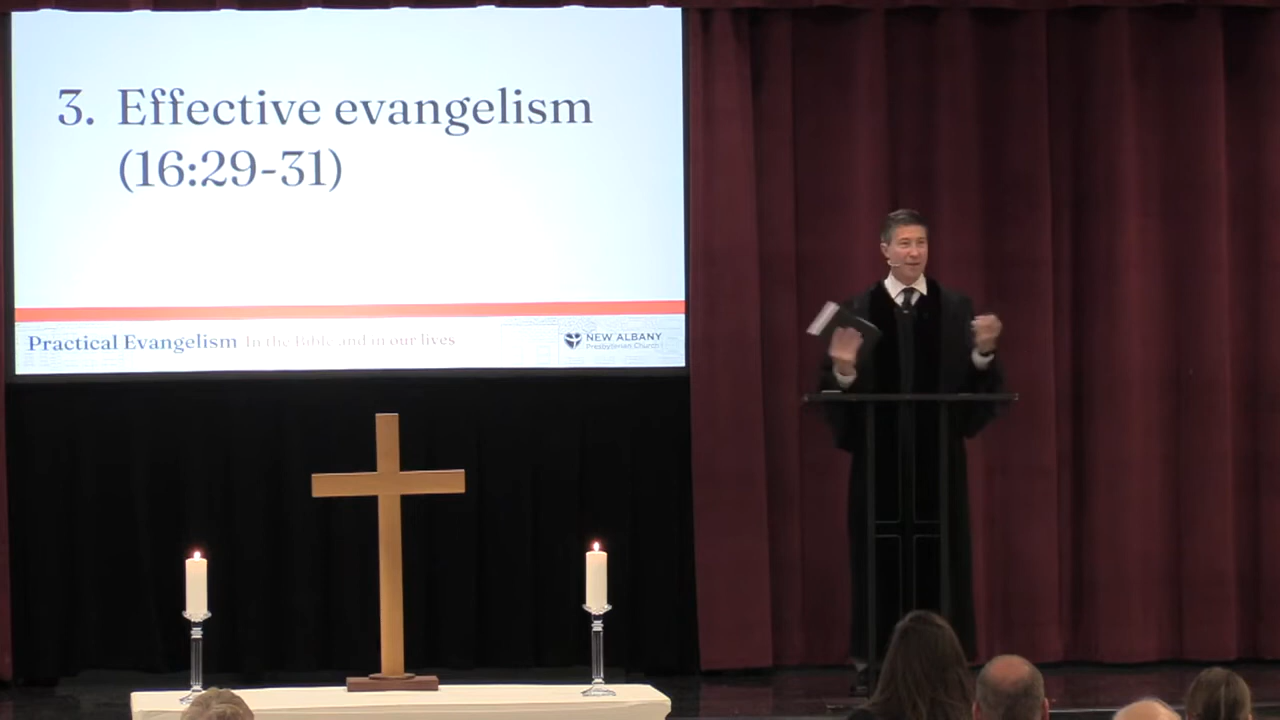 3. Effective evangelism
(16:29-31)
Practical Evangelism In the Bible and in our lives
NEW ALBANY
Presbyterian Church